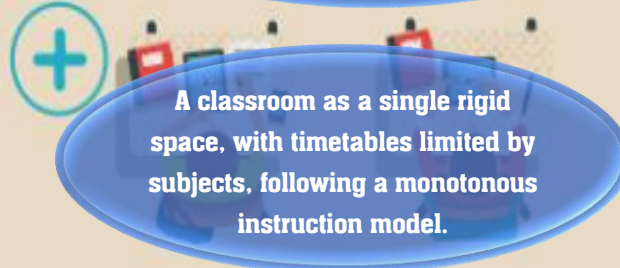 A classroom as a single rigid
space, with timetables limited by
subjects, following a monotonous
instruction model.